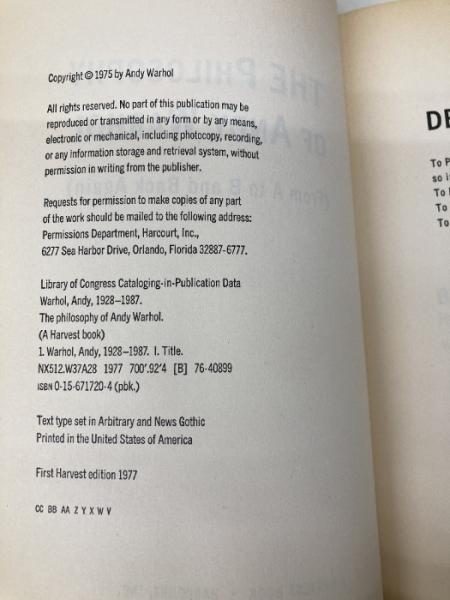 Copyright © 1975 by Andy Warhol
All rights reserved. No part of this publication may be
reproduced or transmitted in any form or by any means,
electronic or mechanical, including photocopy, recording,
or any information storage and retrieval system, without
permission in writing from the publisher.
Requests for permission to make copies of any part
of the work should be mailed to the following address:
Permissions Department, Harcourt, Inc.,
6277 Sea Harbor Drive, Orlando, Florida 32887-6777.
Library of Congress Cataloging-in-Publication Data
Warhol, Andy, 1928–1987.
The philosophy of Andy Warhol.
(A Harvest book)
1. Warhol, Andy, 1928–1987. I. Title.
NX512.W37A28 1977 700'.92'4 [B] 76-40899
ISBN 0-15-671720-4 (pbk.)
Text type set in Arbitrary and News Gothic
Printed in the United States of America
First Harvest edition 1977
CC BB AA Z Y X W V
To
so
To
To
To